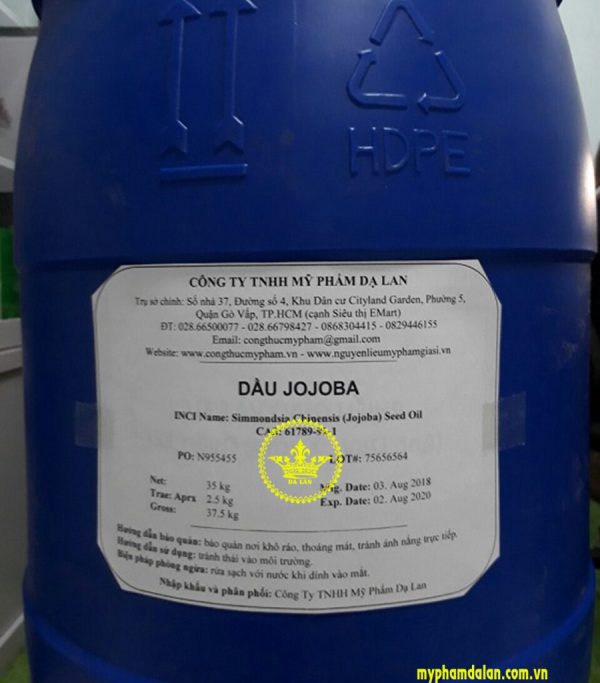 HDPE
CÔNG TY TNHH MỸ PHẨM DẠ LAN
Trụ sở chính: Số nhà 37, Đường số 4, Khu Dân cư Cityland Garden, Phường 5,
Quận Gò Vấp, TP.HCM (cạnh Siêu thị EMart)
ĐT: 028.66500077 - 028.66798427 - 0868304415 - 0829446155
Email: congthucmypham@gmail.com
Website: www.congthucmypham.vn - www.nguyenlieumyphamgiasi.vn
DẦU JOJOBA
INCI Name: Simmondsia Chinensis (Jojoba) Seed Oil
61789-
PO: N955455 LOT#: 75656564
Net: 35 kg Date: 03. Aug 2018
Trae: Aprx 2.5 kg Exp. Date: 02. Aug 2020
Gross: 37.5 kg
DẠ LAN
Hướng dẫn bảo quản: bảo quản nơi khô ráo, thoáng mát, tránh ánh nắng trực tiếp.
Hướng dẫn sử dụng: tránh thải vào môi trường.
Biện pháp phòng ngừa: rửa sạch với nước khi dính vào mắt.
Nhập khẩu và phân phối: Công Ty TNHH Mỹ Phẩm Dạ Lan
myphamdalan.com.vn